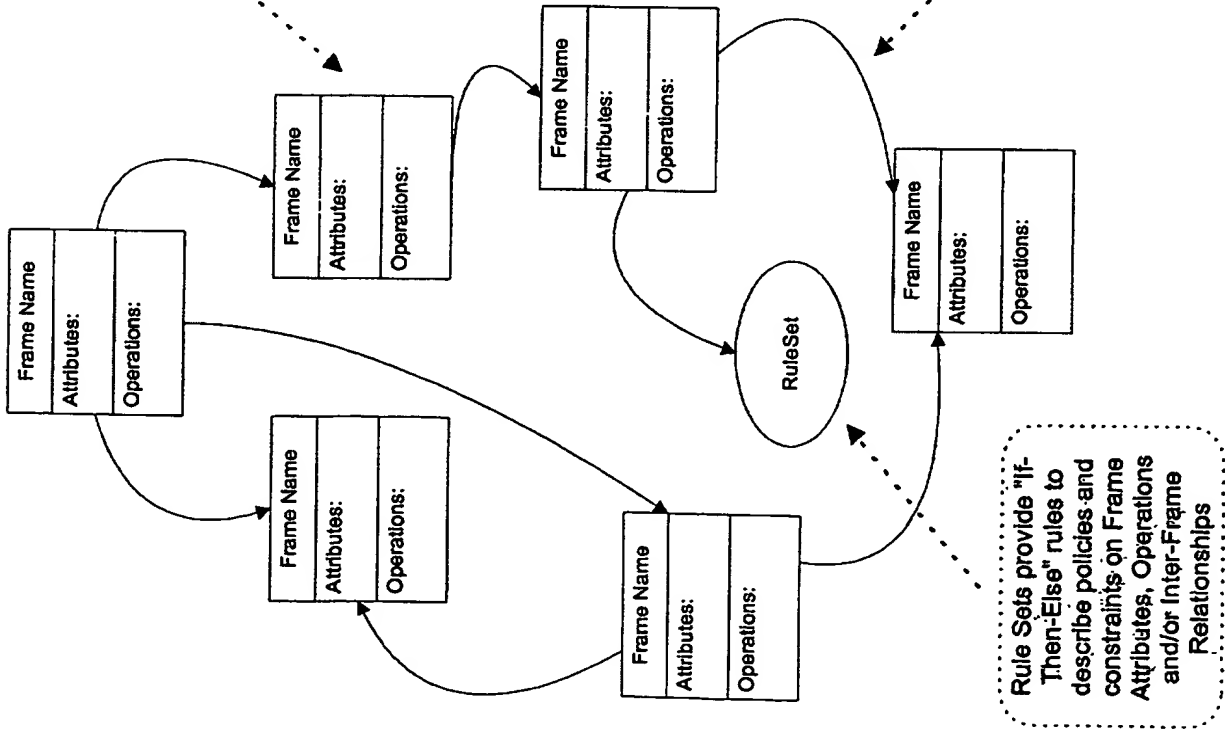 Frame Name
Attributes:
Operations:
Frame Name
Attributes:
Operations:
Frame Name
Attributes:
Operations:
Frame Name
Attributes:
Operations:
Frame Name
Attributes:
Operations:
RuleSet
Frame Name
Attributes:
Operations:
Rule Sets provide "If-
Then-Else" rules to
describe policies and
constraints on Frame
Attributes, Operations
and/or Inter-Frame
Relationships